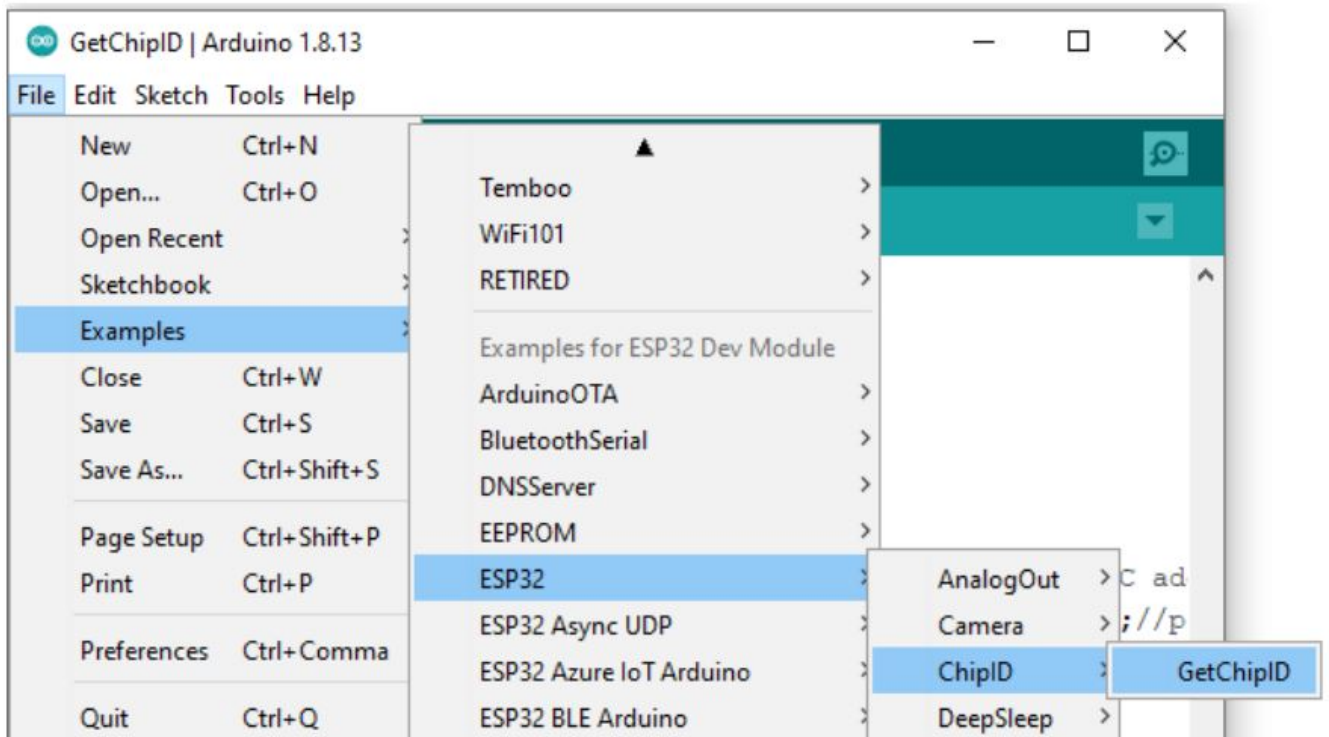 GetChipID | Arduino 1.8.13
File Edit Sketch Tools Help
New Ctrl+N
Open... Ctrl+O
Open Recent
Sketchbook
Examples
Close Ctrl+W
Save Ctrl+S
Save As... Ctrl+Shift+S
Page Setup Ctrl+Shift+P
Print Ctrl+P
Preferences Ctrl+Comma
Quit Ctrl+Q
Temboo
WiFi101
RETIRED
Examples for ESP32 Dev Module
ArduinoOTA
BluetoothSerial
DNSServer
EEPROM
ESP32
ESP32 Async UDP
ESP32 Azure IoT Arduino
ESP32 BLE Arduino
AnalogOut
Camera
ChipID
DeepSleep
GetChipID
C ad
;//p